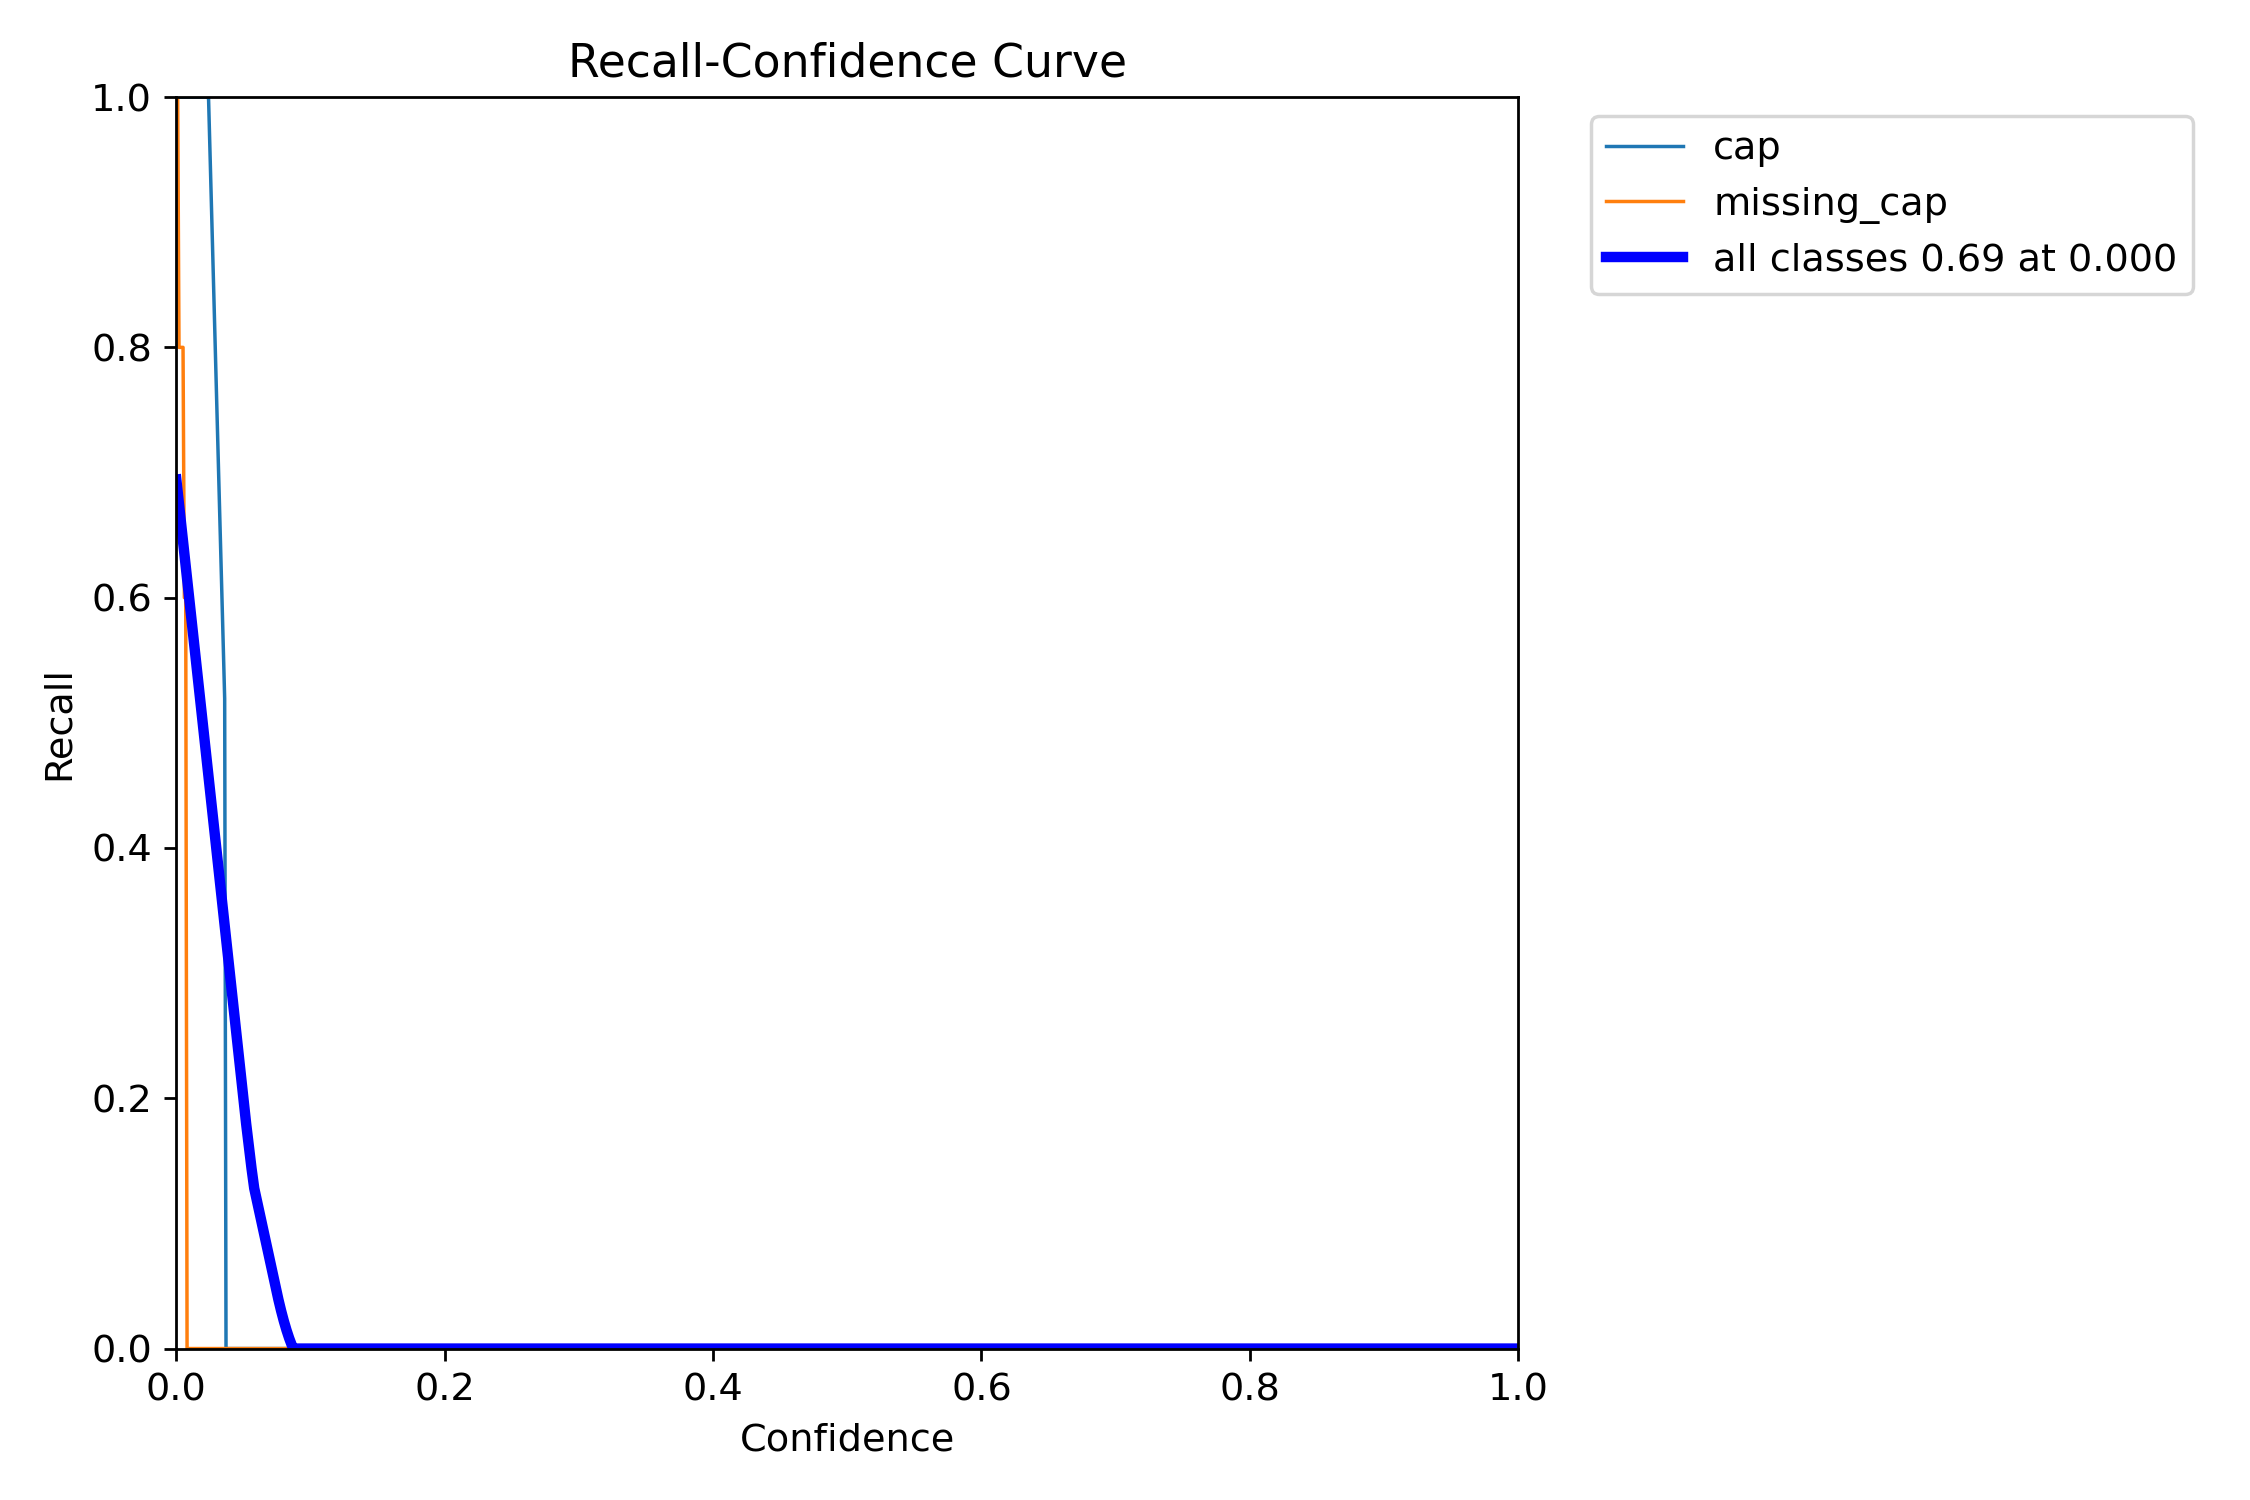 Recall-Confidence Curve
1.0
0.8
0.6
0.4
0.2
0.0
Recall
0.0 0.2 0.4 0.6 0.8 1.0
Confidence
cap
missing_cap
all classes 0.69 at 0.000